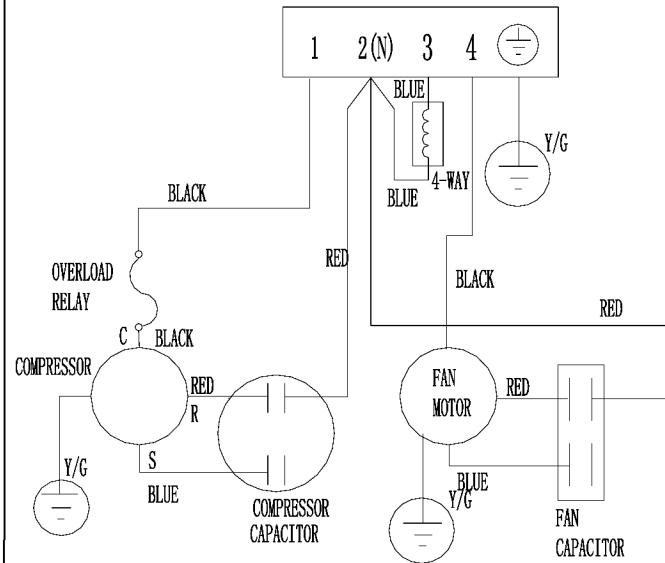 1 2(N) 3 4
BLUE
Y/G
4-WAY
BLUE
BLACK
RED
OVERLOAD
RELAY
BLACK
RED
C
BLACK
COMPRESSOR
FAN
MOTOR
RED
R
RED
S
Y/G
BLUE
BLUE
Y/G
COMPRESSOR
CAPACITOR
FAN
CAPACITOR